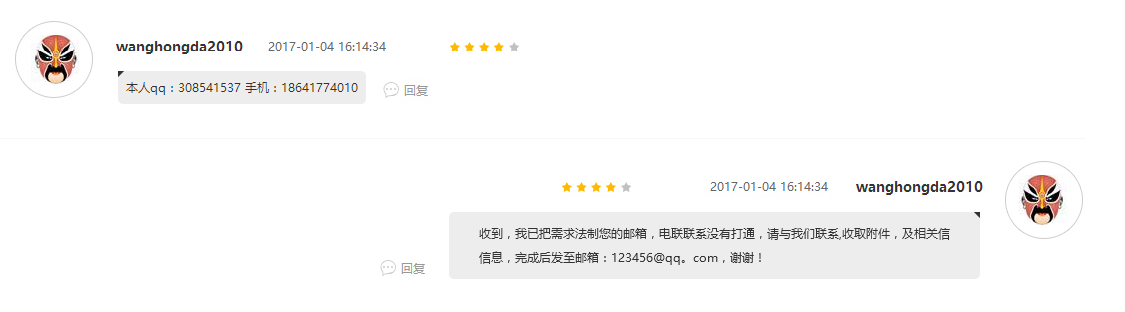 wanghongda2010 2017-01-04 16:14:34
本人qq：308541537 手机：18641774010
回复
2017-01-04 16:14:34 wanghongda2010
收到，我已把需求法制您的邮箱，电联联系没有打通，请与我们联系,收取附件，及相关信
信息，完成后发至邮箱：123456@qq。com，谢谢！
回复